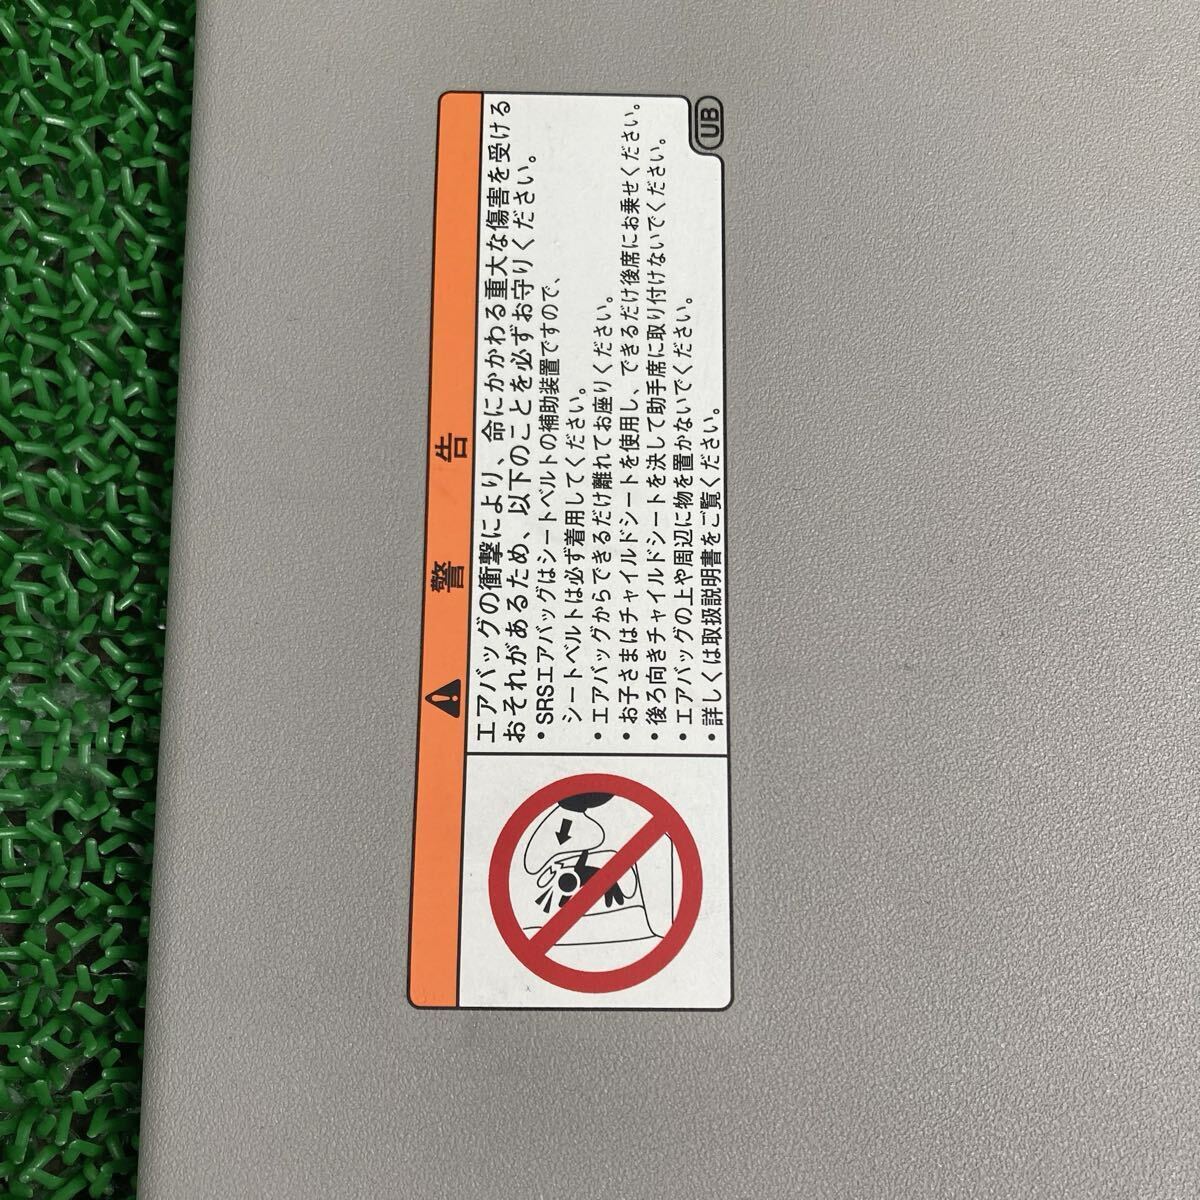 警告
エアバッグの衝撃により、命にかかわる重大な傷害を受ける
おそれがあるため、以下のことを必ずお守りください。
・SRSエアバッグはシートベルトの補助装置ですので、
シートベルトは必ず着用してください。
・エアバッグからできるだけ離れてお座りください。
・お子さまはチャイルドシートを使用し、できるだけ後席にお乗せください。
・後ろ向きチャイルドシートを決して助手席に取り付けないでください。
・エアバッグの上や周辺に物を置かないでください。
・詳しくは取扱説明書をご覧ください。
UB